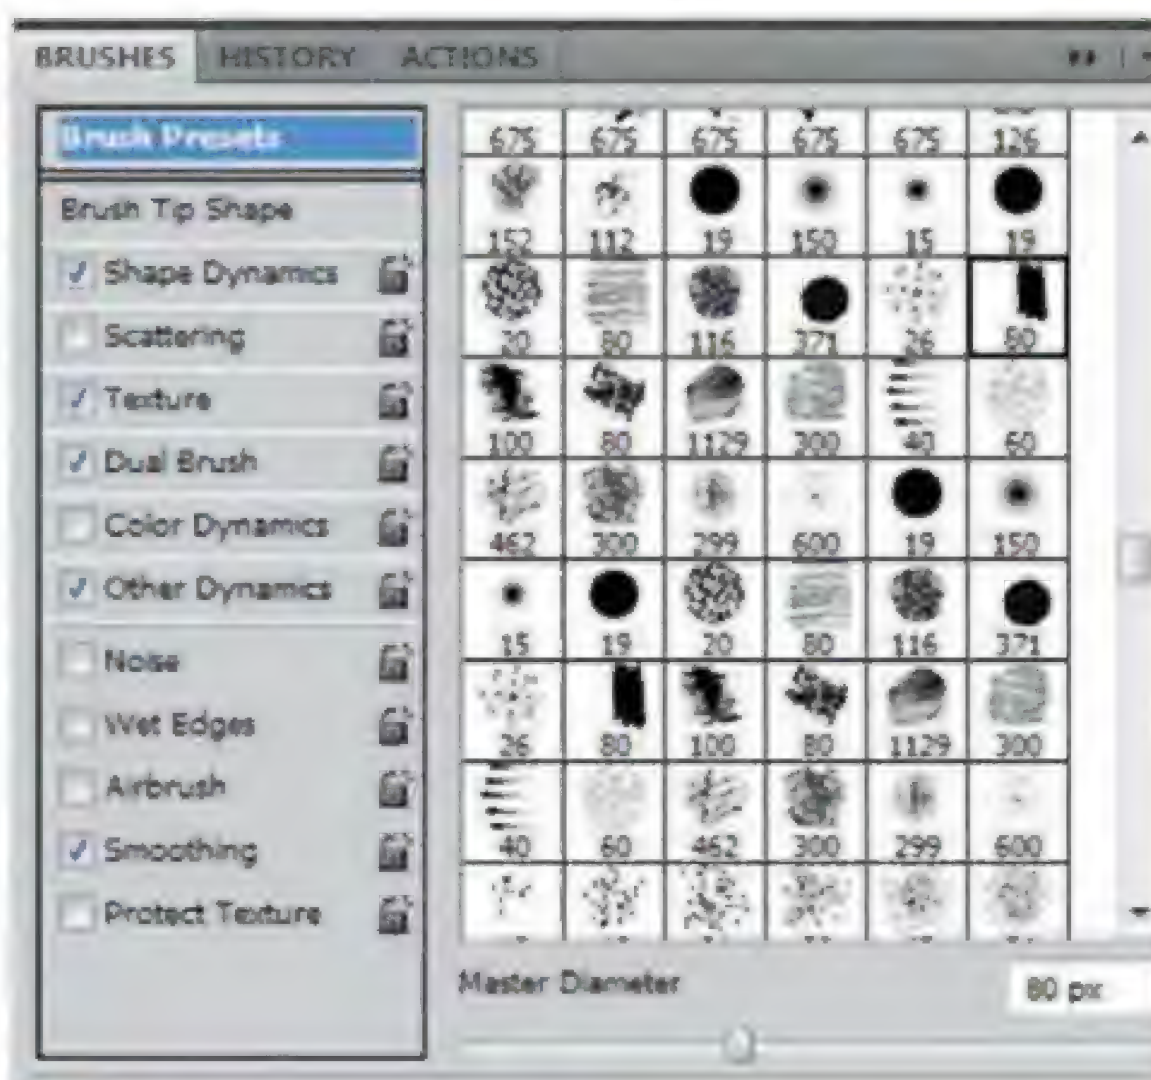 BRUSHES HISTORY ACTIONS
Brush Presets
Brush Tip Shape
Shape Dynamics
Scattering
Texture
Dual Brush
Color Dynamics
Other Dynamics
Noise
Wet Edges
Airbrush
Smoothing
Protect Texture
675 675 675 675 675 126
152 112 19 150 15 19
20 80 116 371 26 80
100 80 1129 300 40 60
462 300 299 600 19 150
15 19 20 80 116 371
26 80 100 80 1129 300
40 60 462 300 299 600
Master Diameter 80 px